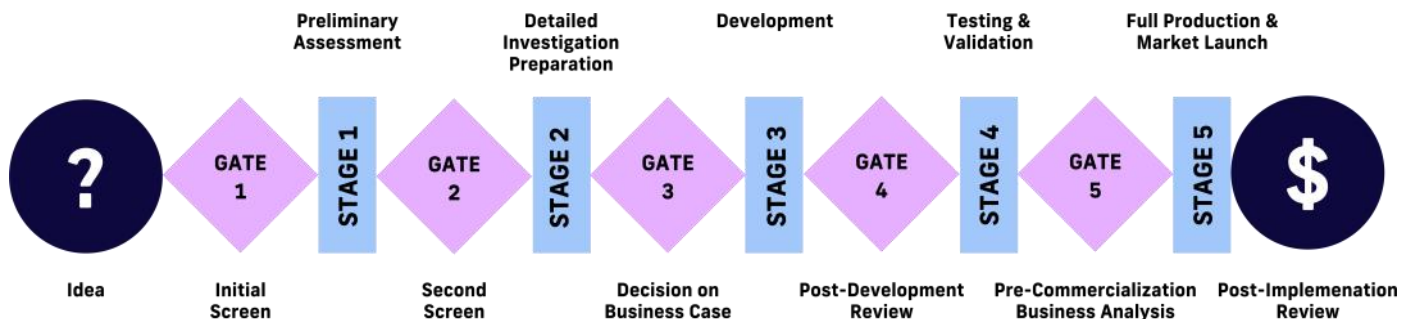 Preliminary
Assessment
Detailed
Investigation
Preparation
Development
Testing &
Validation
Full Production &
Market Launch
?
GATE
1
STAGE 1
GATE
2
STAGE 2
GATE
3
STAGE 3
GATE
4
STAGE 4
GATE
5
STAGE 5
$
Idea
Initial
Screen
Second
Screen
Decision on
Business Case
Post-Development
Review
Pre-Commercialization
Business Analysis
Post-Implemenation
Review